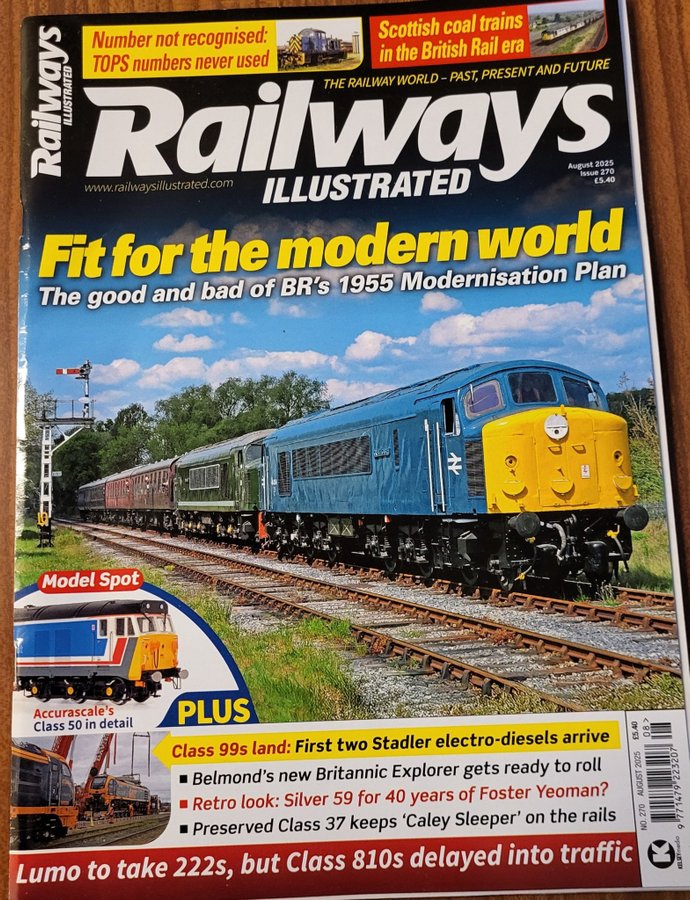 Railways
ILLUSTRATED
Number not recognised:
TOPS numbers never used
Scottish coal trains
in the British Rail era
THE RAILWAY WORLD – PAST, PRESENT AND FUTURE
Railways
ILLUSTRATED
www.railwaysillustrated.com
August 2025
Issue 270
£5.40
Fit for the modern world
The good and bad of BR's 1955 Modernisation Plan
Model Spot
Accurascale's
Class 50 in detail
PLUS
Class 99s land: First two Stadler electro-diesels arrive
Belmond's new Britannic Explorer gets ready to roll
Retro look: Silver 59 for 40 years of Foster Yeoman?
Preserved Class 37 keeps 'Caley Sleeper' on the rails
Lumo to take 222s, but Class 810s delayed into traffic
NO. 270 AUGUST 2025 £5.40
9 771479 223207
08>
K
KELSEYmedia